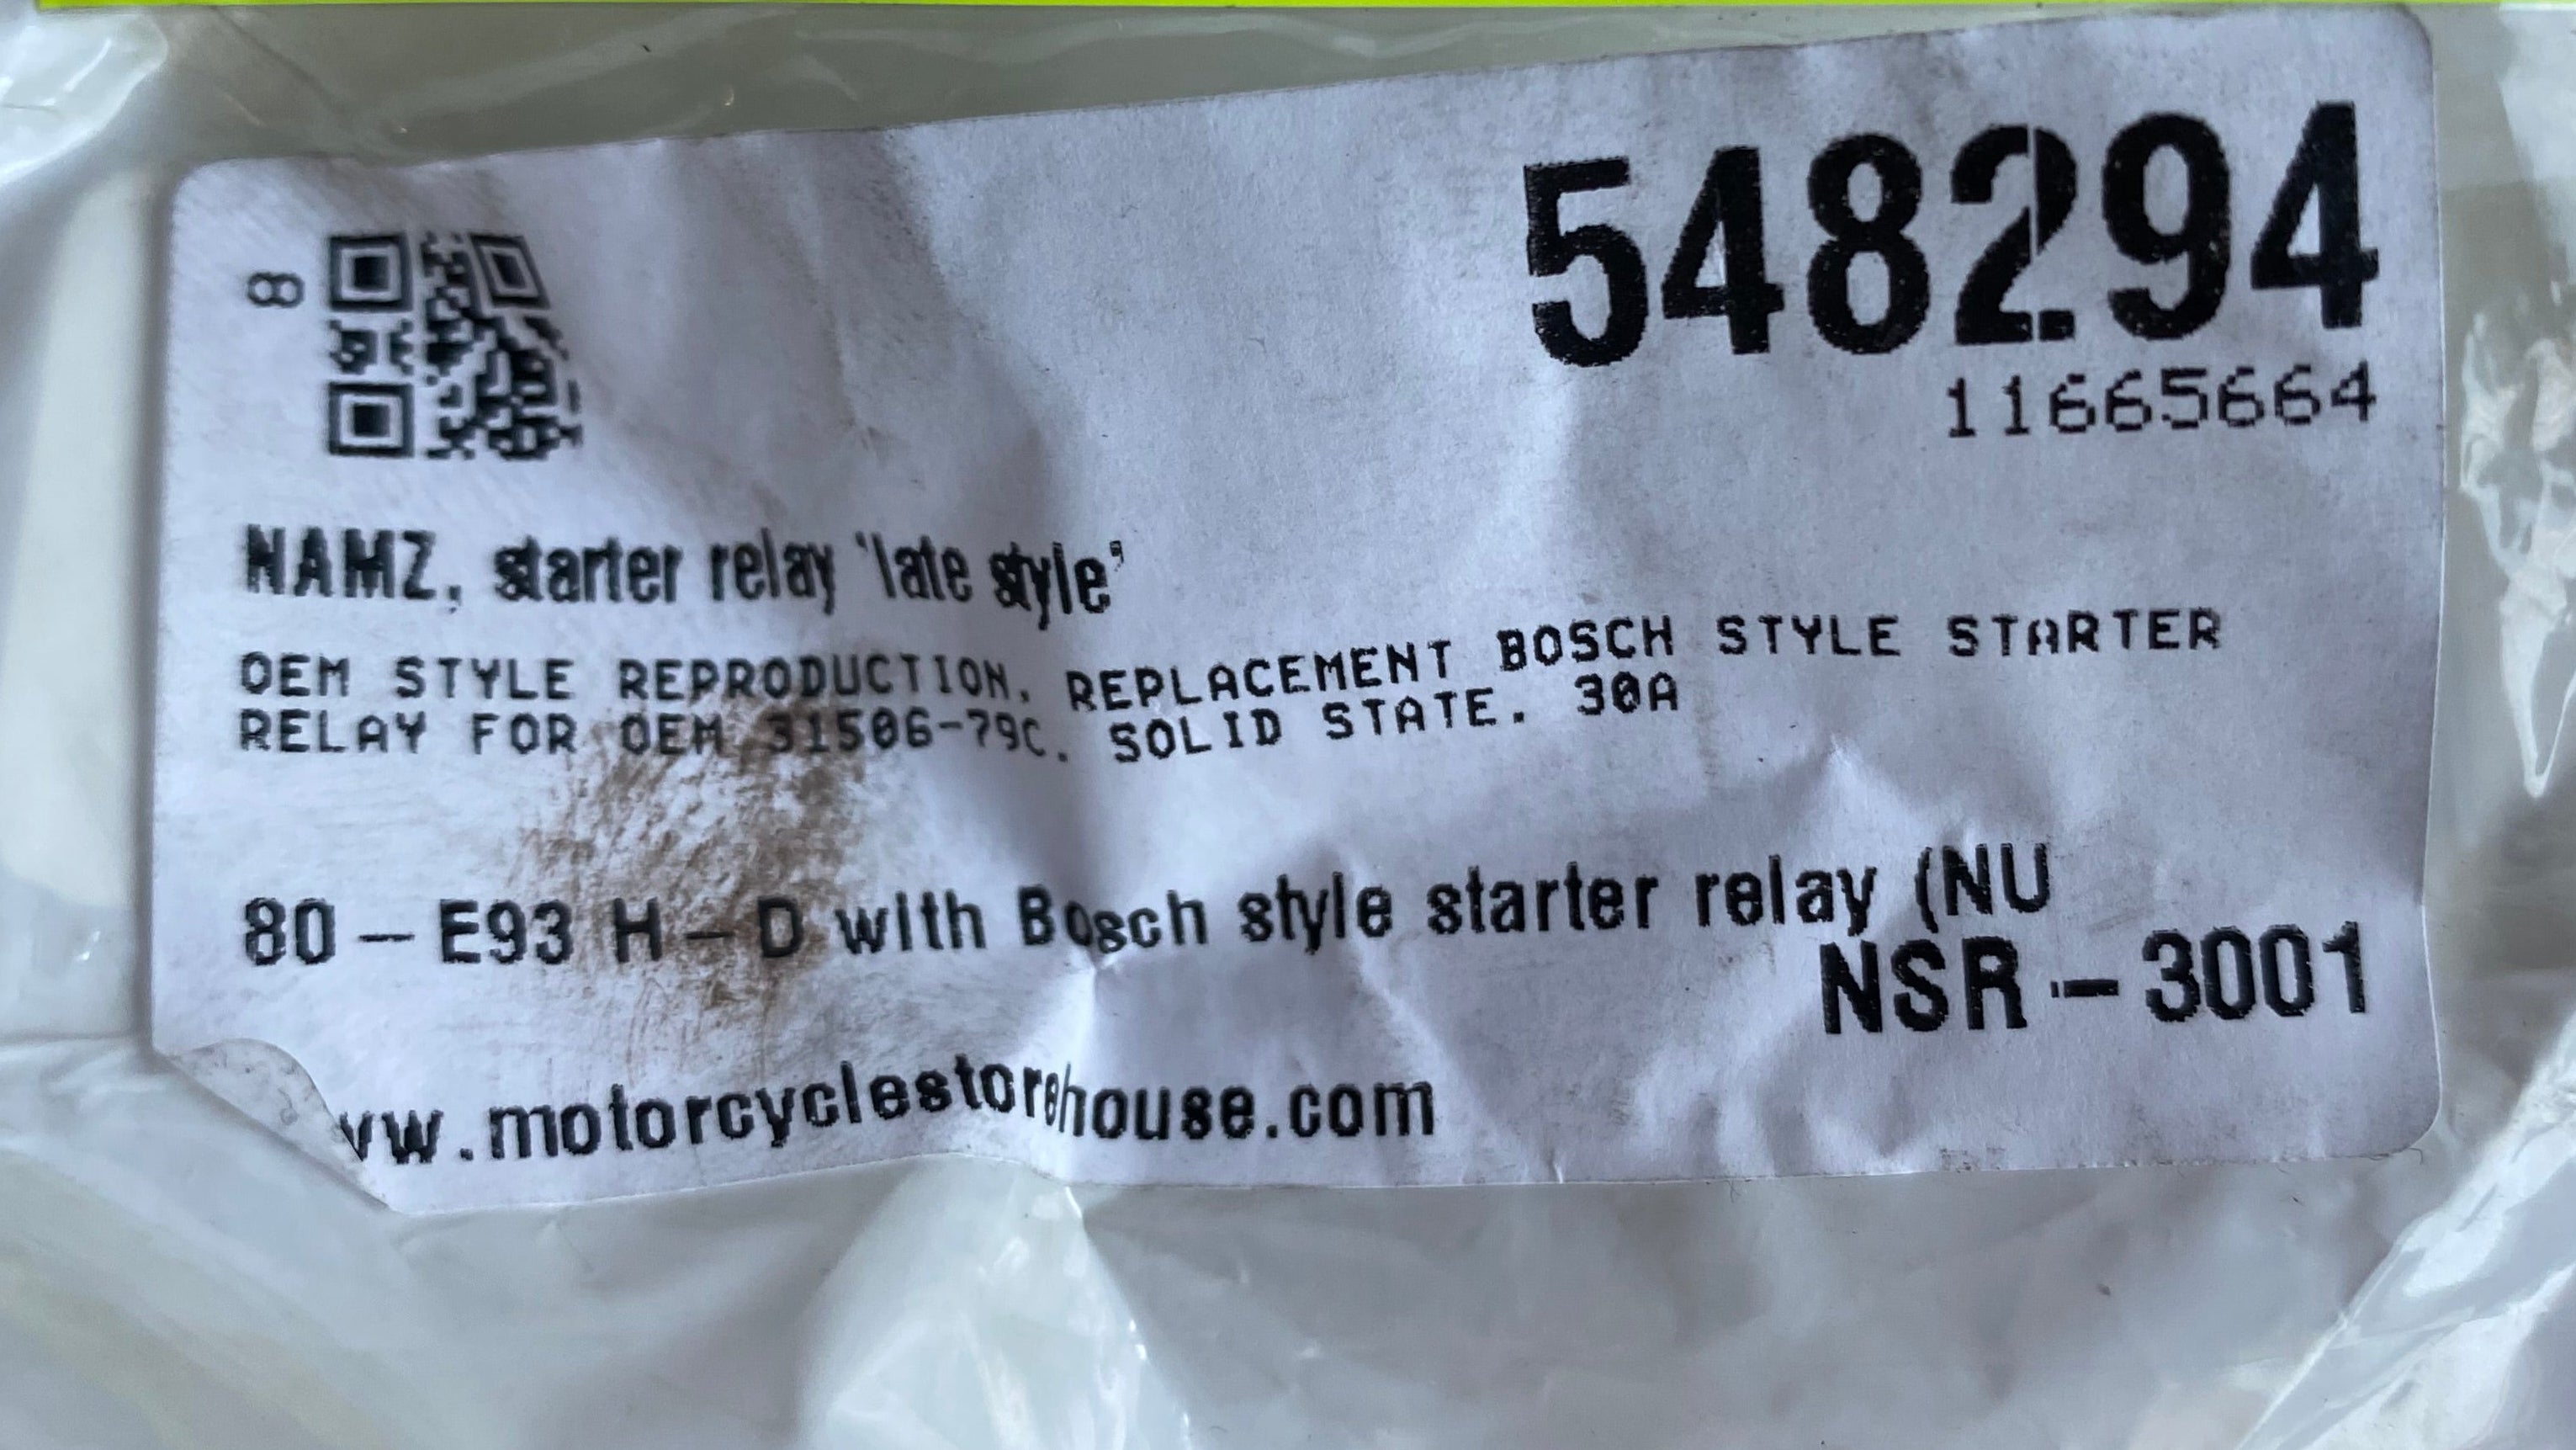 548294
11665664
8
NAMZ, starter relay 'late style'
OEM STYLE REPRODUCTION. REPLACEMENT BOSCH STYLE STARTER
RELAY FOR OEM 31506-79C. SOLID STATE. 30A
80-E93 H-D with Bosch style starter relay (NU
NSR-3001
ww.motorcyclestorehouse.com